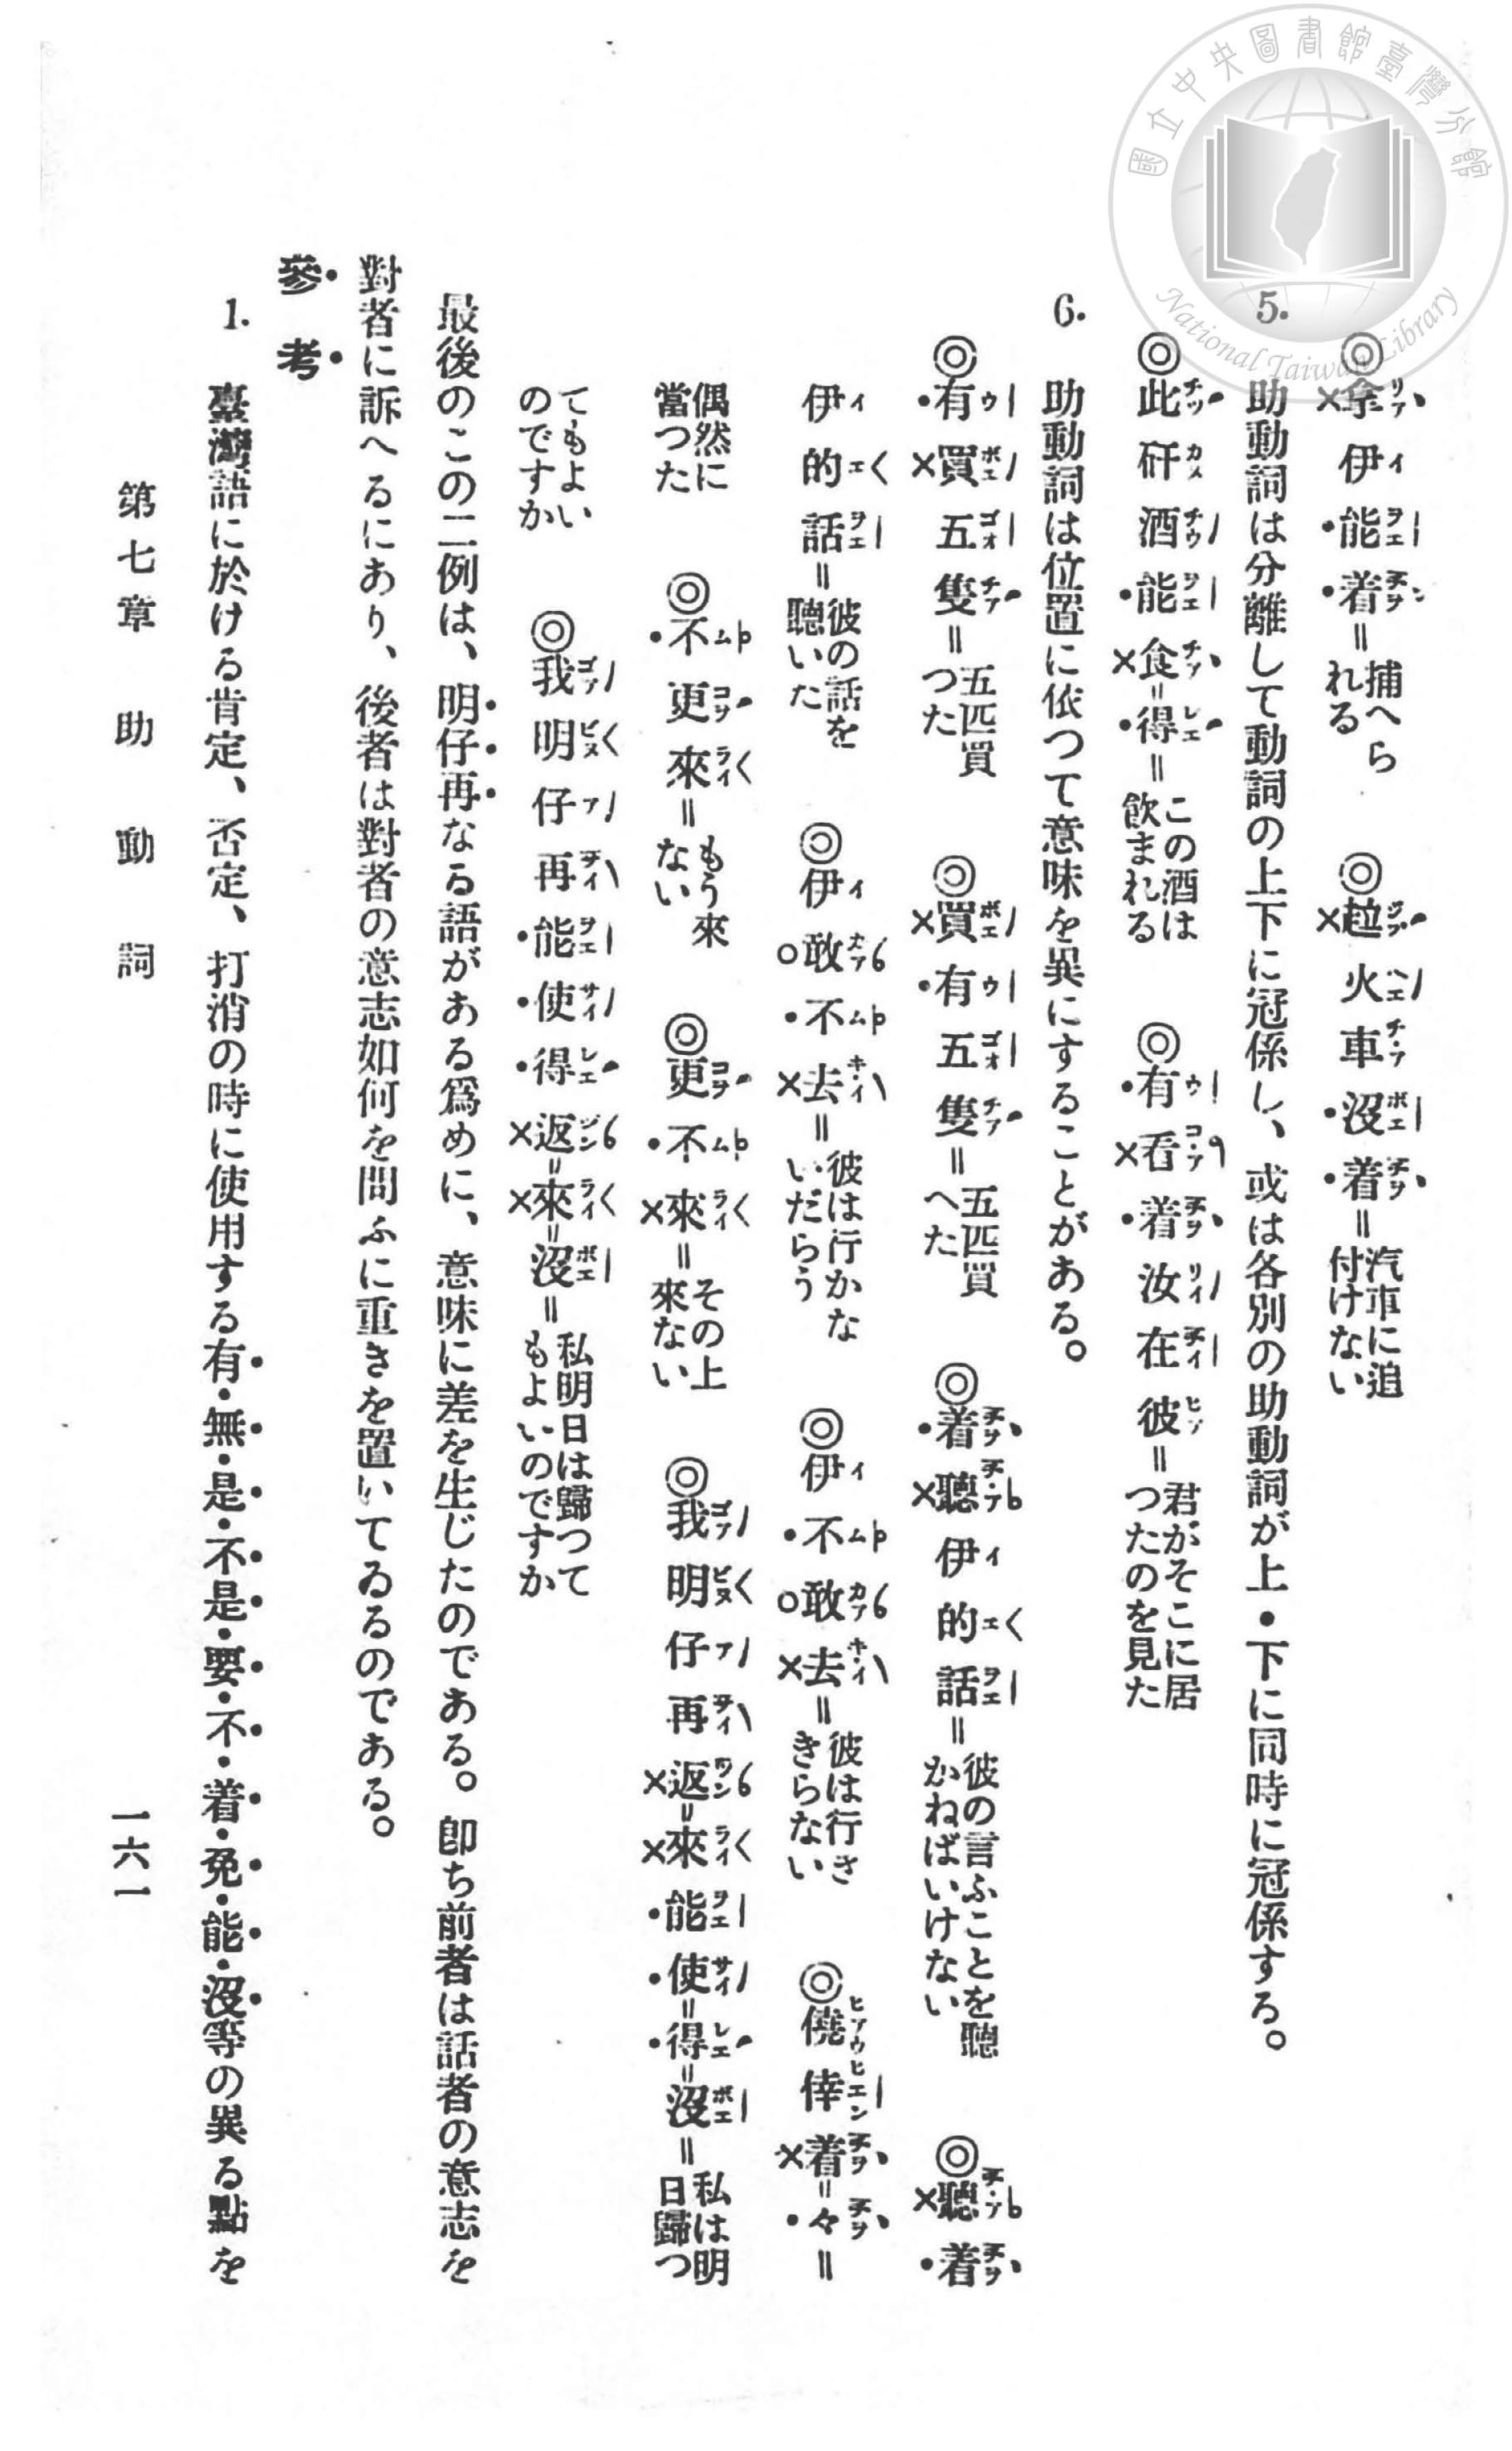 國立中央圖書館臺灣分館
National Taiwan Library
◎拿伊能着=捕へられる ◎趁火車沒着=汽車に追付けない
5. 助動詞は分離して動詞の上下に冠係し、或は各別の助動詞が上・下に同時に冠係する。
◎此矸酒能食=得=この酒は飲まれる ◎有看着汝在彼=君がそこに居つたのを見た
6. 助動詞は位置に依つて意味を異にすることがある。
◎有買五隻=五匹買つた ◎買有五隻=五匹買へた ◎着聽伊的話=彼の言ふことを聽かねばいけない ◎聽着
伊的話=彼の話を聽いた ◎伊敢不去=彼は行かないだらう ◎伊不敢去=彼は行ききらない ◎僥倖着=々=
偶然に當つた ◎不更來=もう來ない ◎更不來=その上來ない ◎我明仔再返=來能使=得=沒=私は明日歸つ
てもよいのですか ◎我明仔再能使得返=來=沒=私明日は歸つてもよいのですか
最後のこの二例は、明仔再なる語がある爲めに、意味に差を生じたのである。卽ち前者は話者の意志を
對者に訴へるにあり、後者は對者の意志如何を問ふに重きを置いてゐるのである。
參考
1. 臺灣語に於ける肯定、否定、打消の時に使用する有・無・是・不是・要・不・着・免・能・沒等の異る點を
第七章 助動詞
一六一